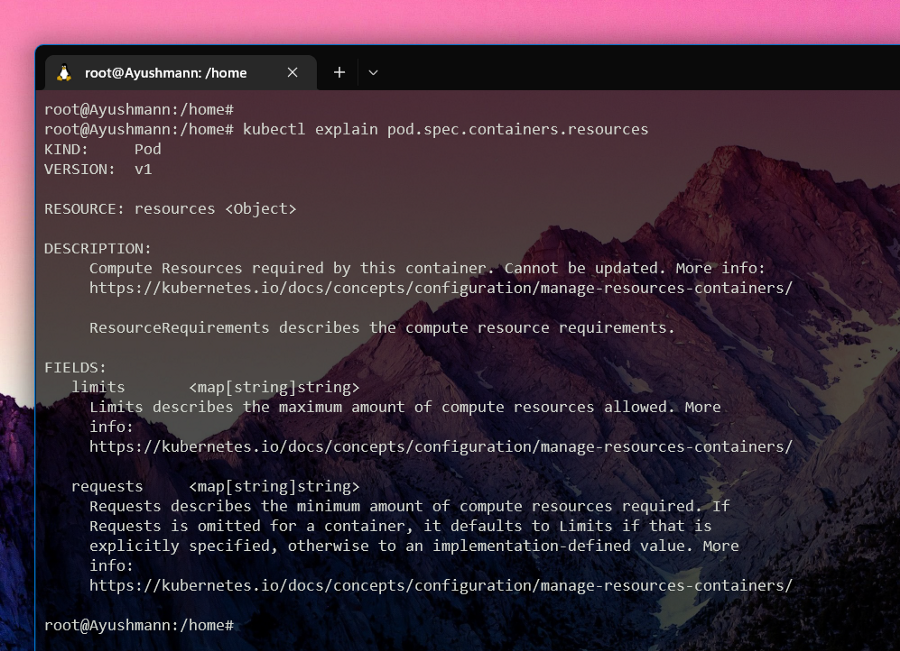 root@Ayushmann: /home
root@Ayushmann:/home#
root@Ayushmann:/home# kubectl explain pod.spec.containers.resources
KIND:     Pod
VERSION:  v1
RESOURCE: resources <Object>
DESCRIPTION:
     Compute Resources required by this container. Cannot be updated. More info:
     https://kubernetes.io/docs/concepts/configuration/manage-resources-containers/
     ResourceRequirements describes the compute resource requirements.
FIELDS:
   limits       <map[string]string>
     Limits describes the maximum amount of compute resources allowed. More
     info:
     https://kubernetes.io/docs/concepts/configuration/manage-resources-containers/
   requests     <map[string]string>
     Requests describes the minimum amount of compute resources required. If
     Requests is omitted for a container, it defaults to Limits if that is
     explicitly specified, otherwise to an implementation-defined value. More
     info:
     https://kubernetes.io/docs/concepts/configuration/manage-resources-containers/
root@Ayushmann:/home#